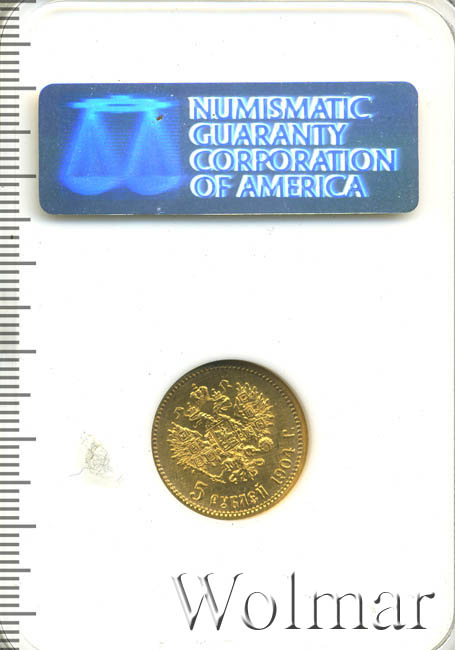 NUMISMATIC
GUARANTY
CORPORATION
OF AMERICA
5 РУБЛЕЙ 1904 Г.
Wolmar